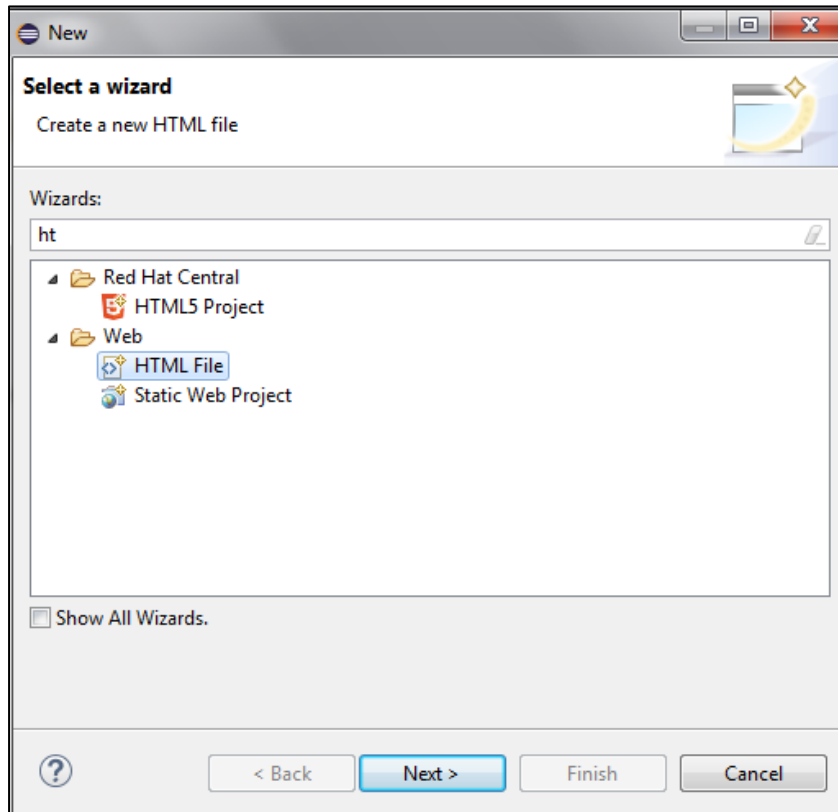 New
Select a wizard
Create a new HTML file
Wizards:
ht
Red Hat Central
HTML5 Project
Web
HTML File
Static Web Project
Show All Wizards.
? < Back Next > Finish Cancel